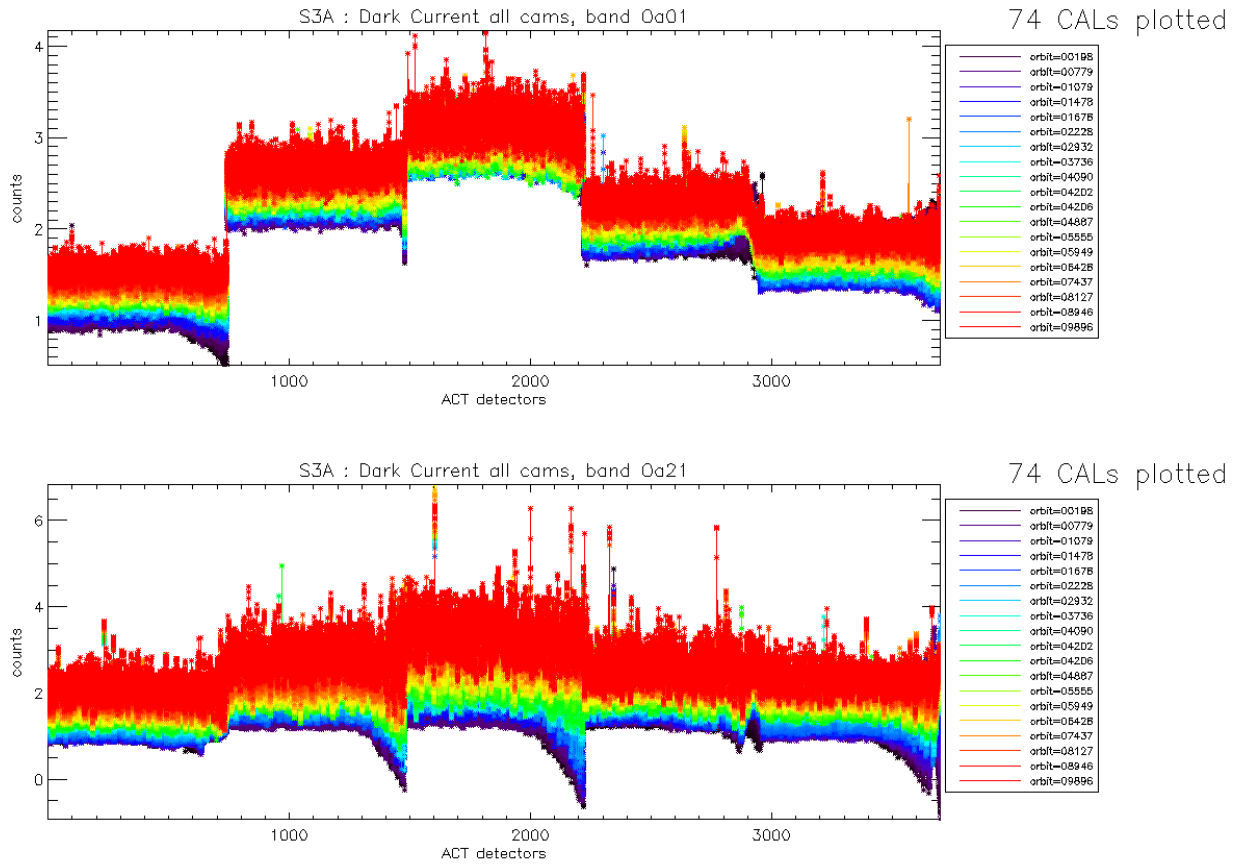 S3A : Dark Current all cams, band Oa01
74 CALs plotted
4
3
2
1
counts
1000
2000
3000
ACT detectors
orbit=00198
orbit=00779
orbit=01079
orbit=01478
orbit=01678
orbit=02228
orbit=02932
orbit=03736
orbit=04090
orbit=04202
orbit=04206
orbit=04887
orbit=05555
orbit=05949
orbit=06428
orbit=07437
orbit=08127
orbit=08946
orbit=09896
S3A : Dark Current all cams, band Oa21
74 CALs plotted
6
4
2
0
counts
1000
2000
3000
ACT detectors
orbit=00198
orbit=00779
orbit=01079
orbit=01478
orbit=01678
orbit=02228
orbit=02932
orbit=03736
orbit=04090
orbit=04202
orbit=04206
orbit=04887
orbit=05555
orbit=05949
orbit=06428
orbit=07437
orbit=08127
orbit=08946
orbit=09896